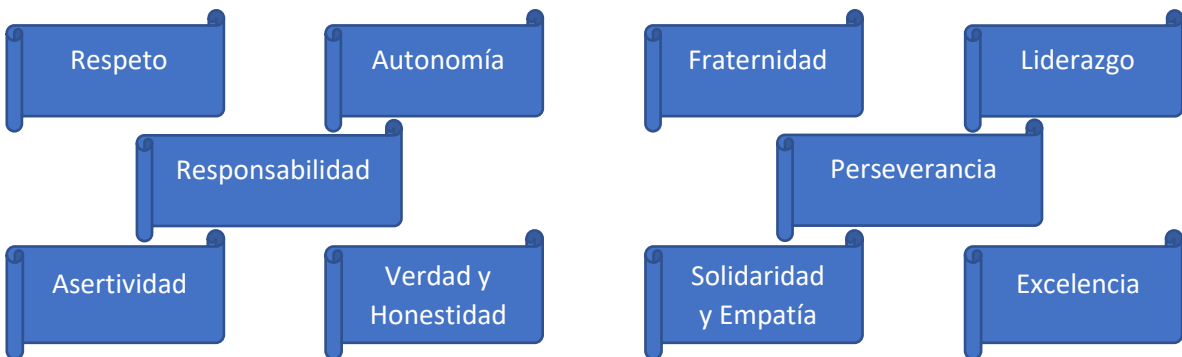 Respeto
Autonomía
Fraternidad
Liderazgo
Responsabilidad
Perseverancia
Asertividad
Verdad y
Honestidad
Solidaridad
y Empatía
Excelencia